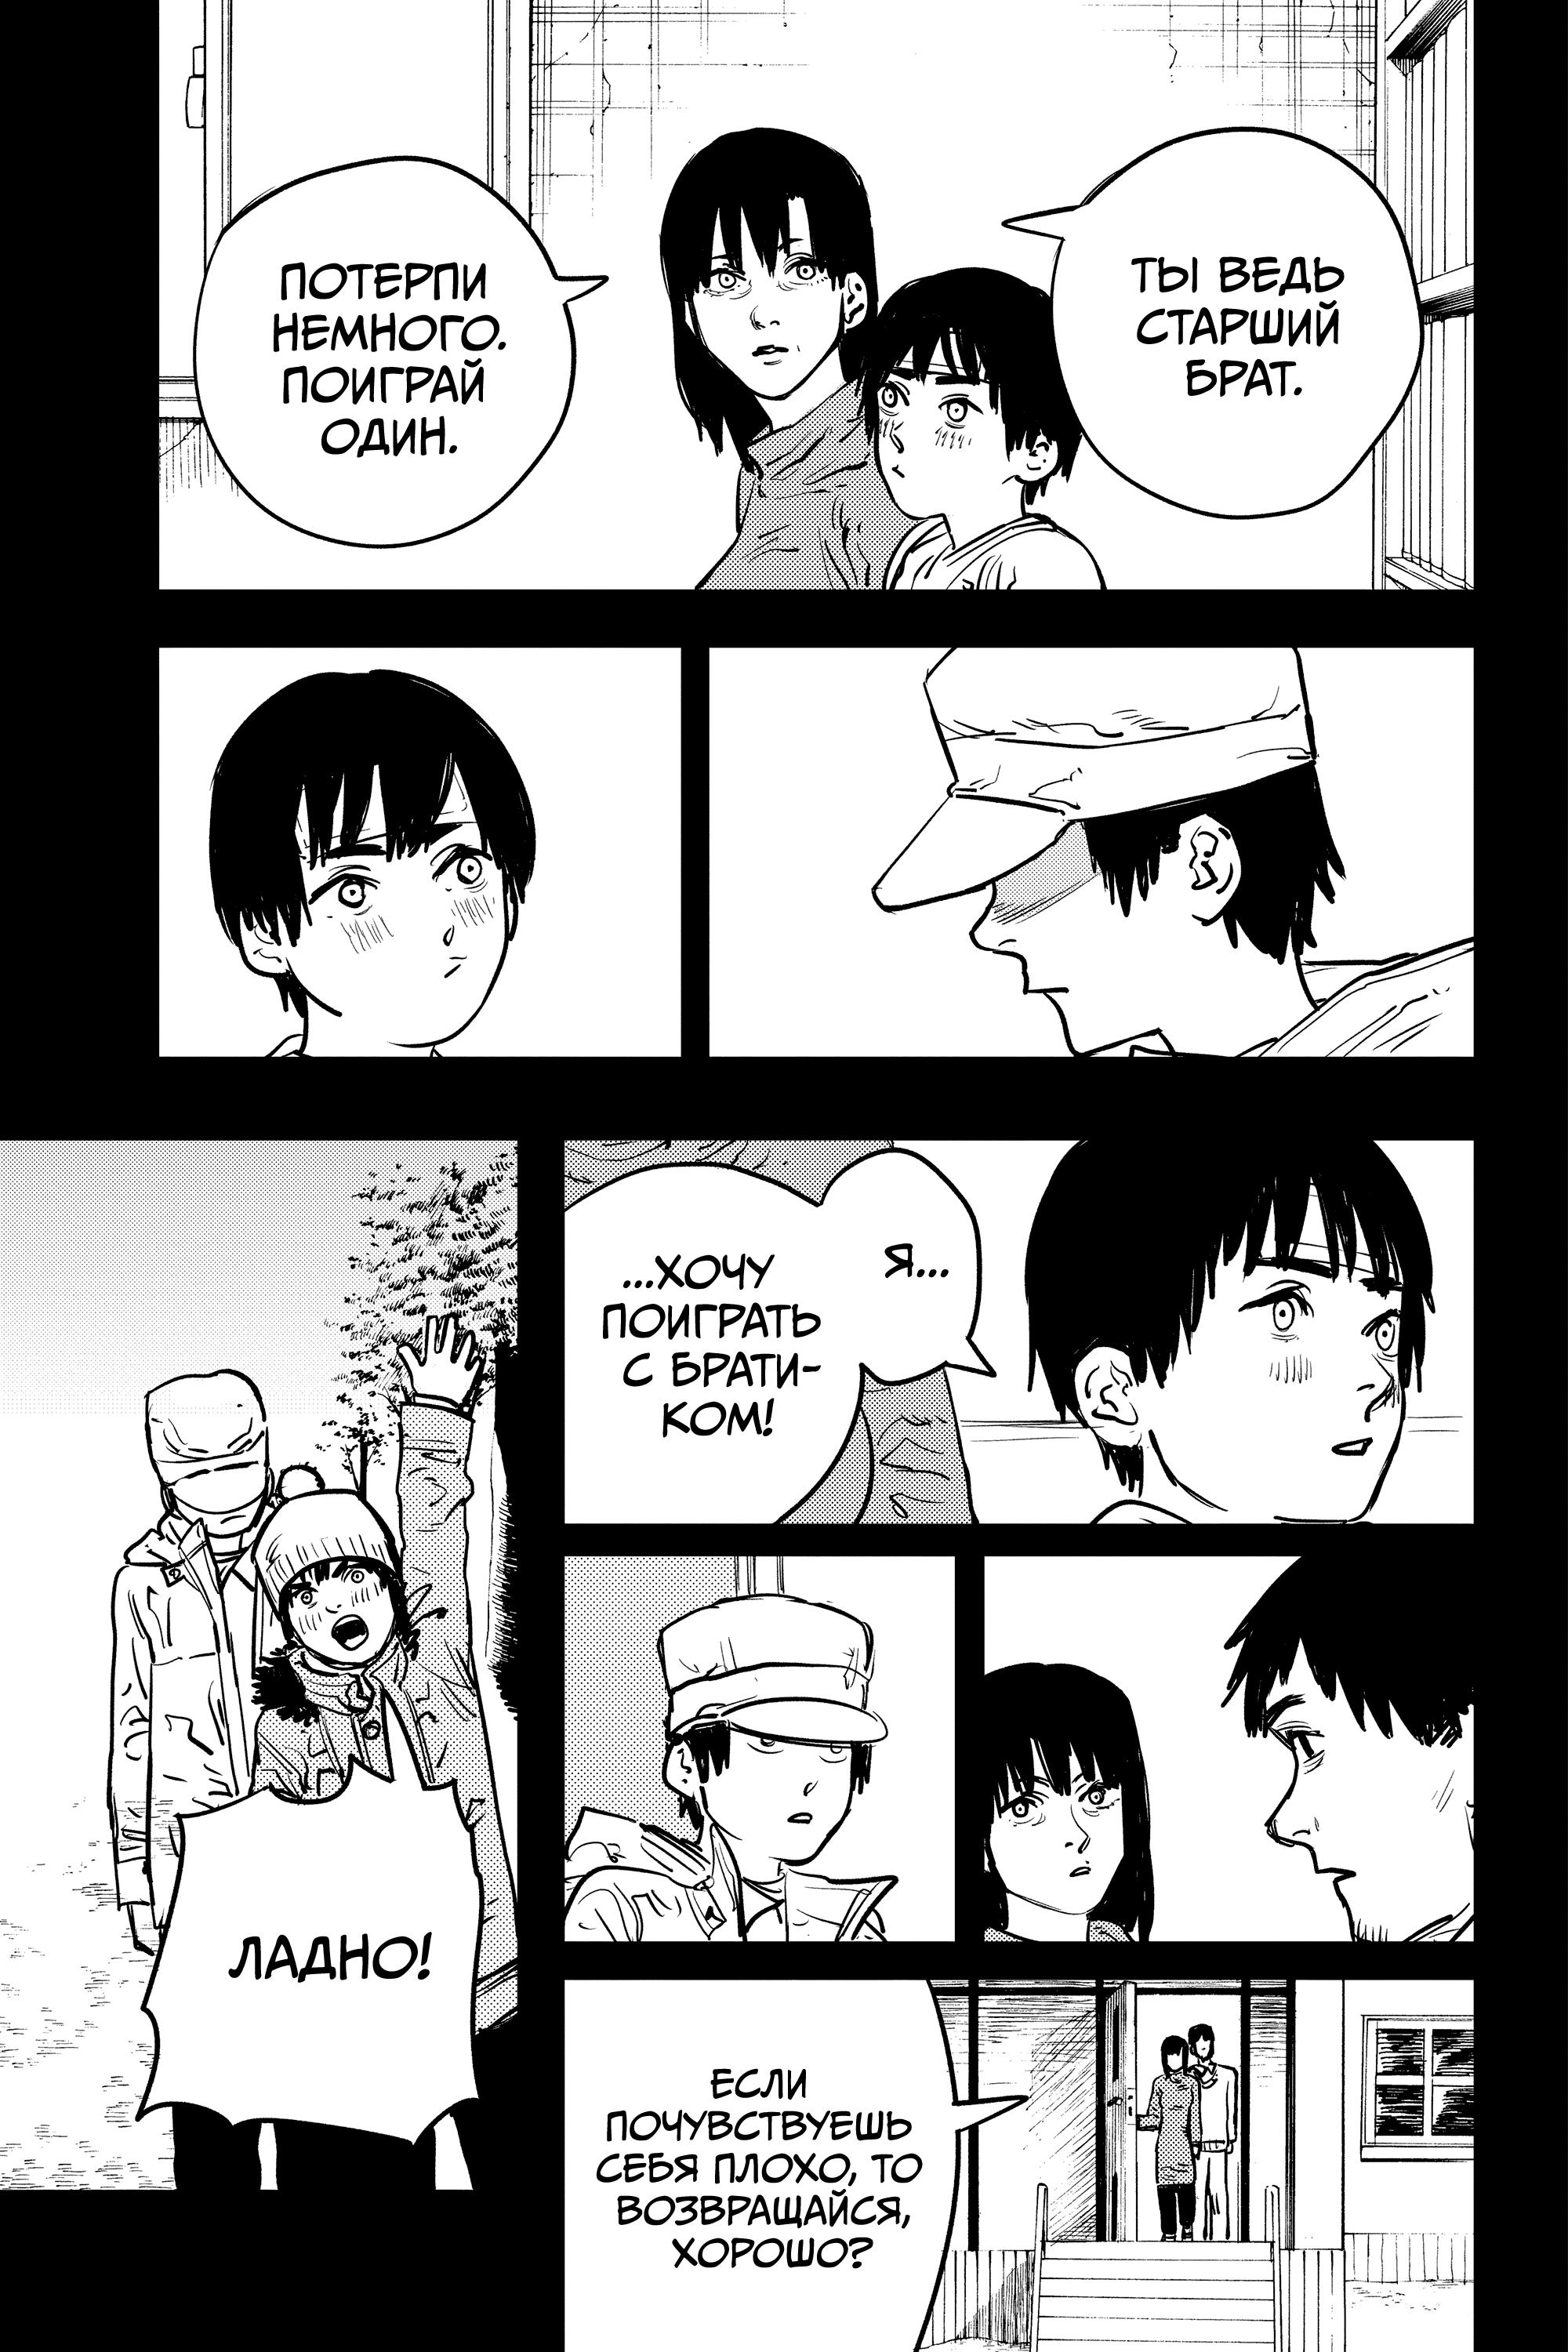 ТЫ ВЕДЬ
СТАРШИЙ
БРАТ.
ПОТЕРПИ
НЕМНОГО.
ПОИГРАЙ
ОДИН.
Я...
...ХОЧУ
ПОИГРАТЬ
С БРАТИ-
КОМ!
ЕСЛИ
ПОЧУВСТВУЕШЬ
СЕБЯ ПЛОХО, ТО
ВОЗВРАЩАЙСЯ,
ХОРОШО?
ЛАДНО!